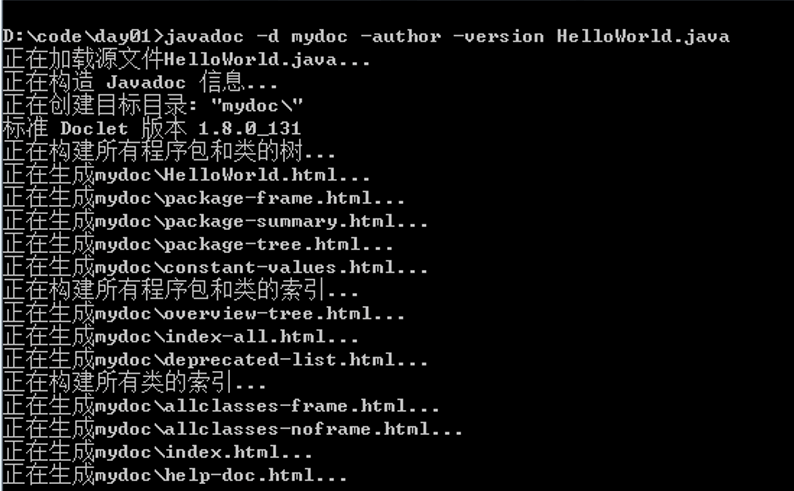 D:\code\day01>javadoc -d mydoc -author -version HelloWorld.java
正在加载源文件HelloWorld.java...
正在构造 Javadoc 信息...
正在创建目标目录: "mydoc\"
标准 Doclet 版本 1.8.0_131
正在构建所有程序包和类的树...
正在生成mydoc\HelloWorld.html...
正在生成mydoc\package-frame.html...
正在生成mydoc\package-summary.html...
正在生成mydoc\package-tree.html...
正在生成mydoc\constant-values.html...
正在构建所有程序包和类的索引...
正在生成mydoc\overview-tree.html...
正在生成mydoc\index-all.html...
正在生成mydoc\deprecated-list.html...
正在构建所有类的索引...
正在生成mydoc\allclasses-frame.html...
正在生成mydoc\allclasses-noframe.html...
正在生成mydoc\index.html...
正在生成mydoc\help-doc.html...